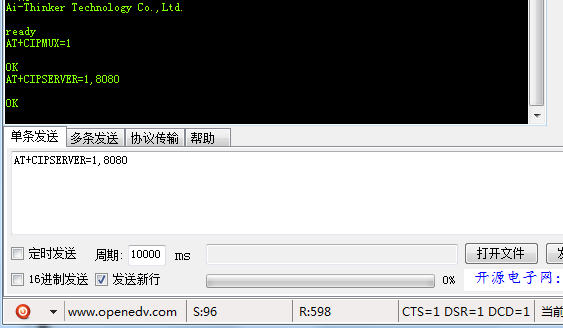 Ai-Thinker Technology Co.,Ltd.
ready
AT+CIPMUX=1
OK
AT+CIPSERVER=1,8080
OK
单条发送 多条发送 协议传输 帮助
AT+CIPSERVER=1,8080
定时发送 周期: 10000 ms 打开文件
16进制发送 发送新行 0% 开源电子网:
www.openedv.com S:96 R:598 CTS=1 DSR=1 DCD=1 当前